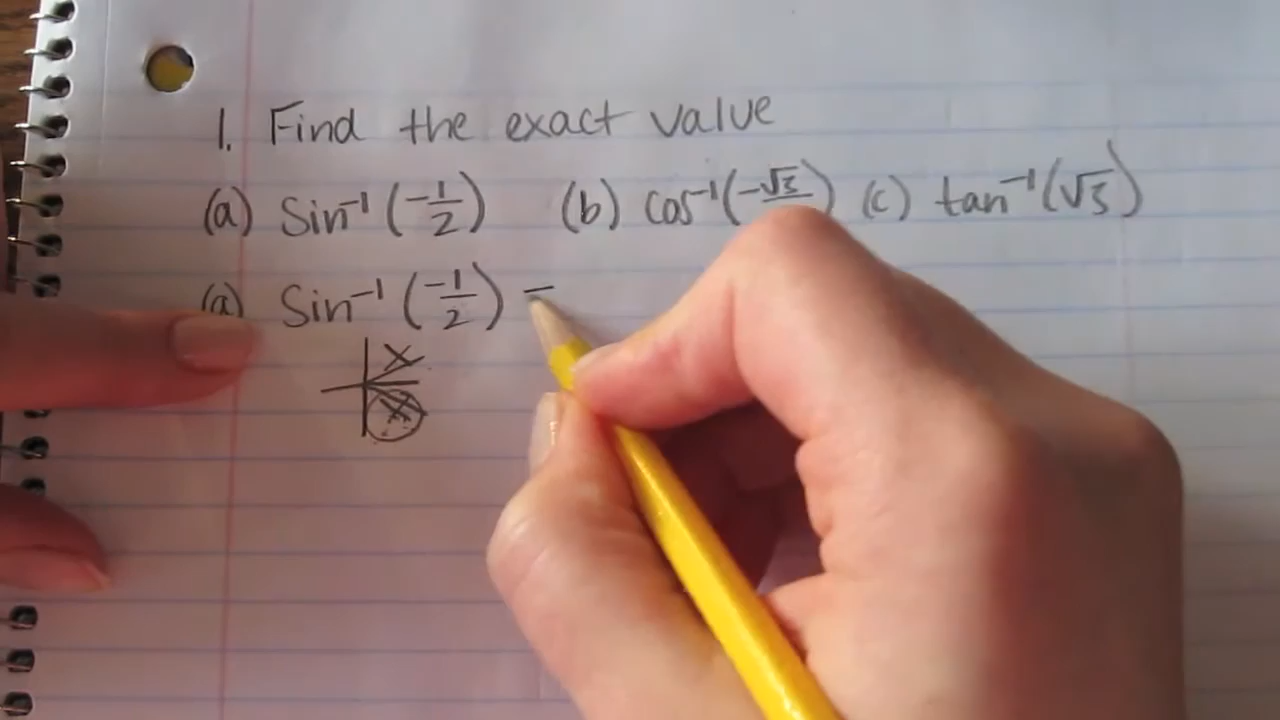 1. Find the exact value
(a) Sin⁻¹(-1/2) (b) cos⁻¹(-√3/ ) (c) tan⁻¹(√3)
(a) Sin⁻¹(-1/2) =